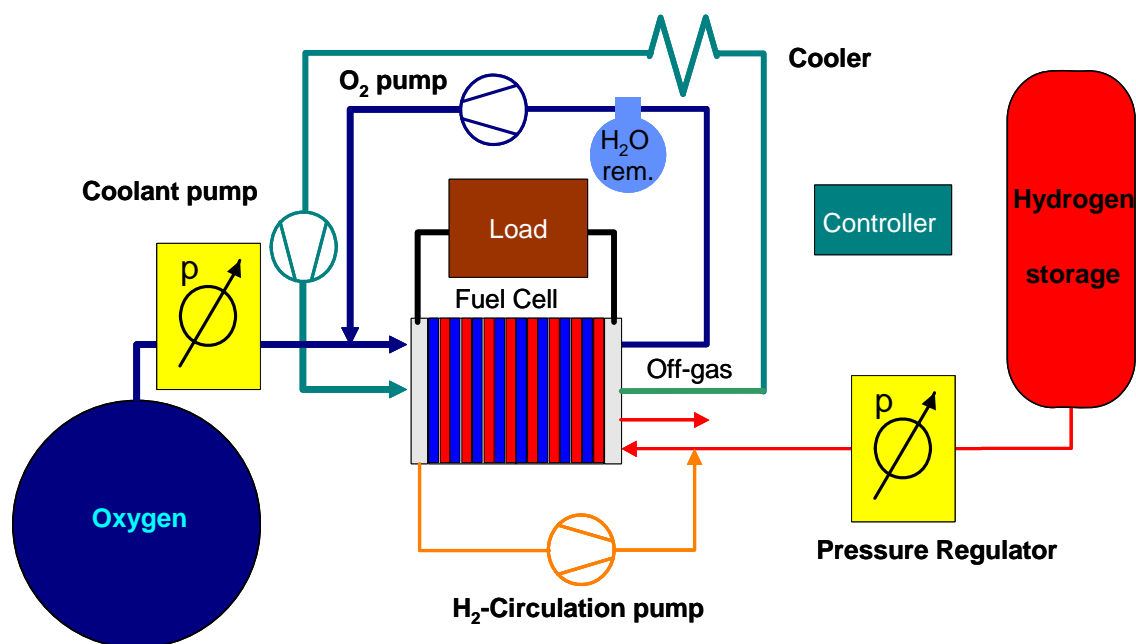 Cooler
O₂ pump
H₂O
rem.
Coolant pump
Load
Controller
Hydrogen
storage
p
Fuel Cell
Off-gas
p
Oxygen
Pressure Regulator
H₂-Circulation pump